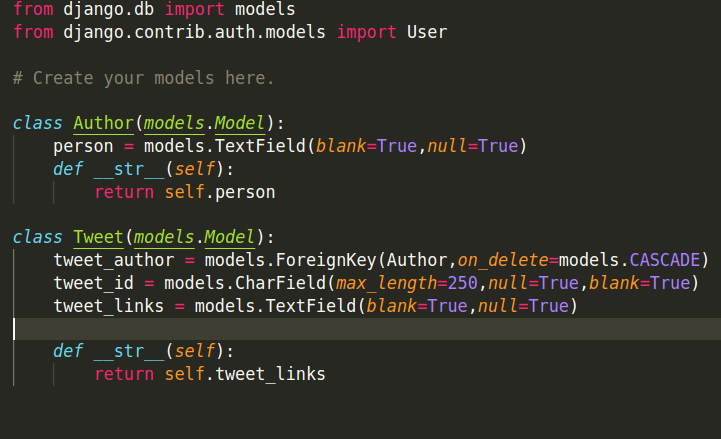 from django.db import models
from django.contrib.auth.models import User

# Create your models here.

class Author(models.Model):
    person = models.TextField(blank=True,null=True)
    def __str__(self):
        return self.person

class Tweet(models.Model):
    tweet_author = models.ForeignKey(Author,on_delete=models.CASCADE)
    tweet_id = models.CharField(max_length=250,null=True,blank=True)
    tweet_links = models.TextField(blank=True,null=True)

    def __str__(self):
        return self.tweet_links